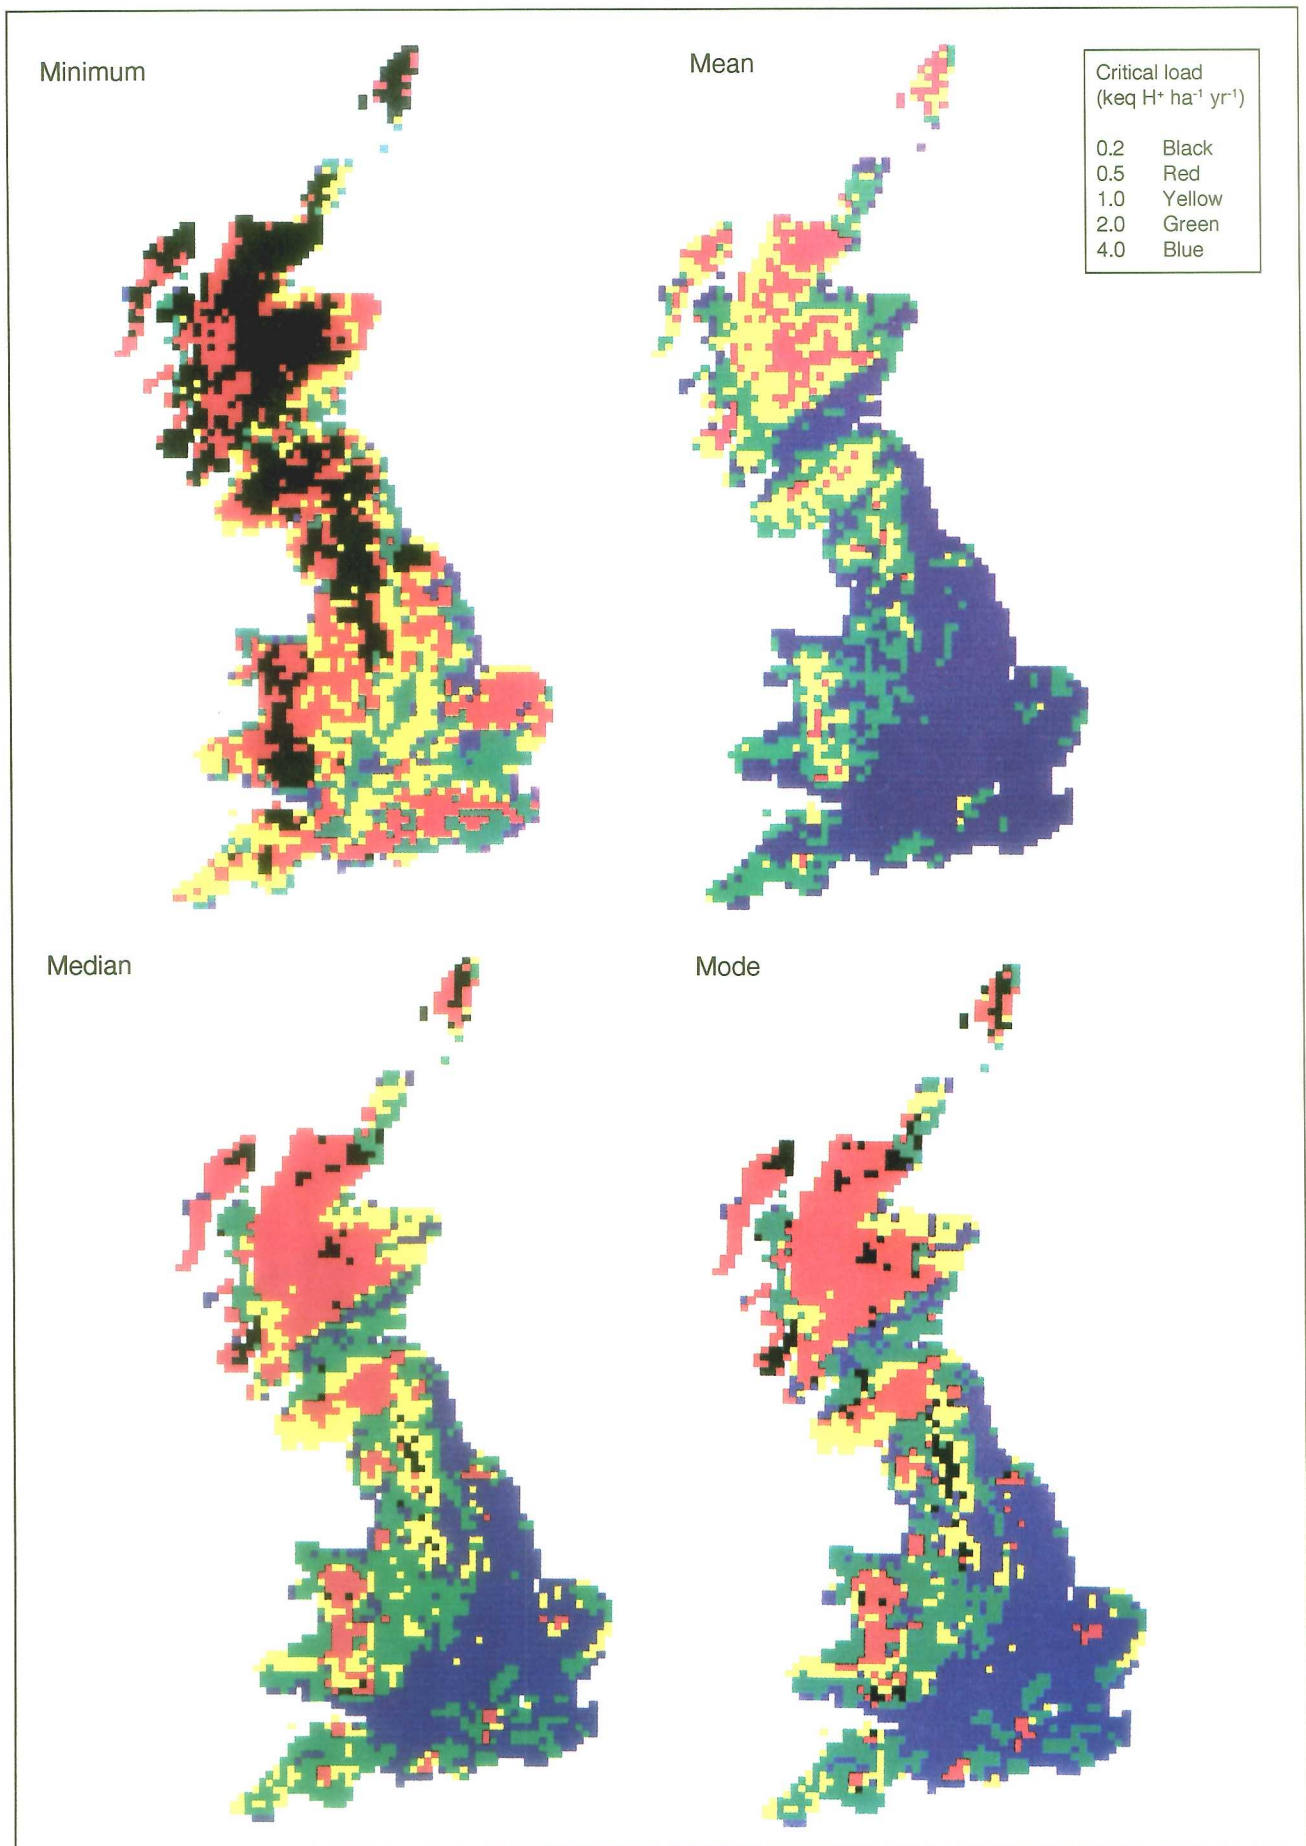 Minimum
Mean
Critical load
(keq H⁺ ha⁻¹ yr⁻¹)
0.2 Black
0.5 Red
1.0 Yellow
2.0 Green
4.0 Blue
Median
Mode